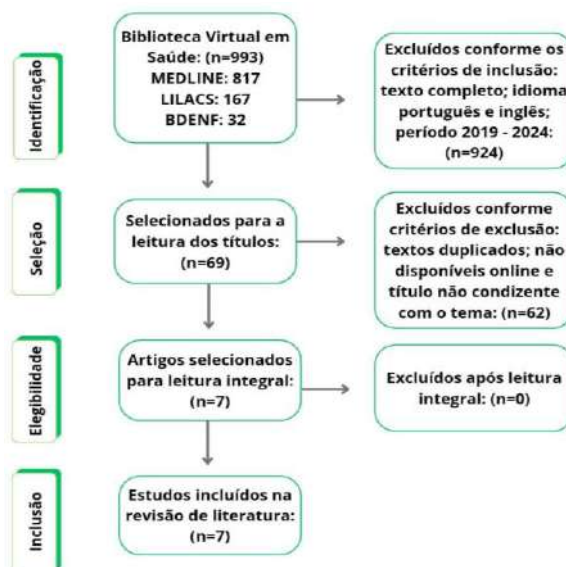 Identificação
Biblioteca Virtual em
Saúde: (n=993)
MEDLINE: 817
LILACS: 167
BDENF: 32
Excluídos conforme os
critérios de inclusão:
texto completo; idioma
português e inglês;
período 2019 - 2024:
(n=924)
Seleção
Selecionados para a
leitura dos títulos:
(n=69)
Excluídos conforme
critérios de exclusão:
textos duplicados; não
disponíveis online e
título não condizente
com o tema: (n=62)
Elegibilidade
Artigos selecionados
para leitura integral:
(n=7)
Excluídos após leitura
integral: (n=0)
Inclusão
Estudos incluídos na
revisão de literatura:
(n=7)